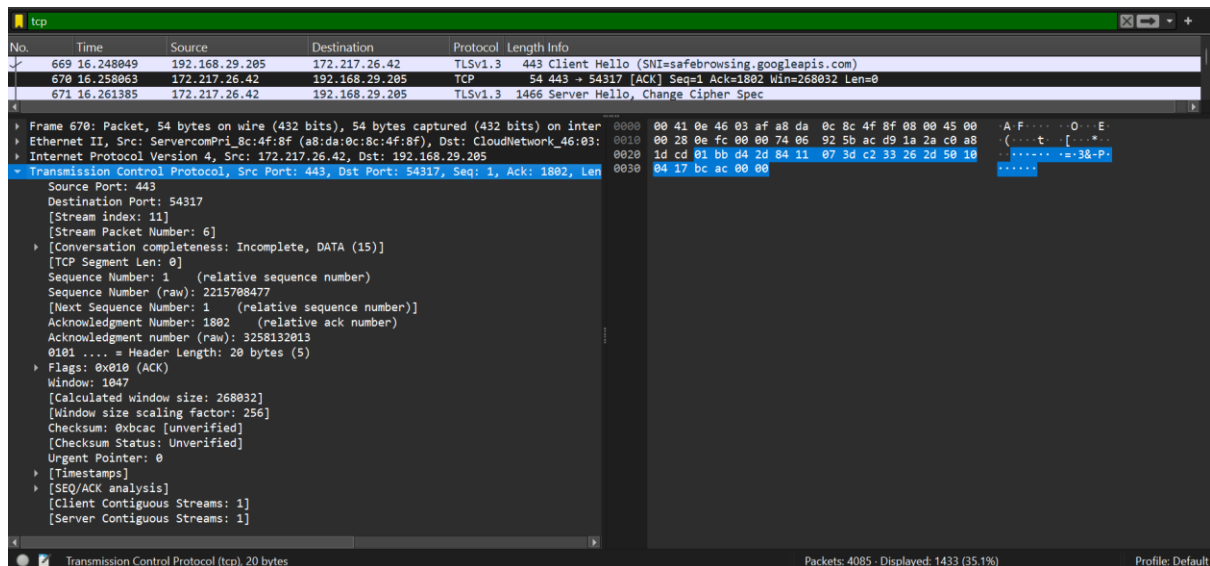 tcp
No. Time Source Destination Protocol Length Info
669 16.248049 192.168.29.205 172.217.26.42 TLSv1.3 443 Client Hello (SNI=safebrowsing.googleapis.com)
670 16.258063 172.217.26.42 192.168.29.205 TCP 54 443 → 54317 [ACK] Seq=1 Ack=1802 Win=268032 Len=0
671 16.261385 172.217.26.42 192.168.29.205 TLSv1.3 1466 Server Hello, Change Cipher Spec
Frame 670: Packet, 54 bytes on wire (432 bits), 54 bytes captured (432 bits) on inter
Ethernet II, Src: ServercomPri_8c:4f:8f (a8:da:0c:8c:4f:8f), Dst: CloudNetwork_46:03:
Internet Protocol Version 4, Src: 172.217.26.42, Dst: 192.168.29.205
Transmission Control Protocol, Src Port: 443, Dst Port: 54317, Seq: 1, Ack: 1802, Len
Source Port: 443
Destination Port: 54317
[Stream index: 11]
[Stream Packet Number: 6]
[Conversation completeness: Incomplete, DATA (15)]
[TCP Segment Len: 0]
Sequence Number: 1 (relative sequence number)
Sequence Number (raw): 2215708477
[Next Sequence Number: 1 (relative sequence number)]
Acknowledgment Number: 1802 (relative ack number)
Acknowledgment number (raw): 3258132013
0101 .... = Header Length: 20 bytes (5)
Flags: 0x010 (ACK)
Window: 1047
[Calculated window size: 268032]
[Window size scaling factor: 256]
Checksum: 0xbcac [unverified]
[Checksum Status: Unverified]
Urgent Pointer: 0
[Timestamps]
[SEQ/ACK analysis]
[Client Contiguous Streams: 1]
[Server Contiguous Streams: 1]
0000 00 41 0e 46 03 af a8 da 0c 8c 4f 8f 08 00 45 00 ·A·F···· ··O···E·
0010 00 28 0e fc 00 00 74 06 92 5b ac d9 1a 2a c0 a8 ·(····t· ·[···*··
0020 1d cd 01 bb d4 2d 84 11 07 3d c2 33 26 2d 50 10 ·····-·· ·=·3&-P·
0030 04 17 bc ac 00 00 ······
Transmission Control Protocol (tcp), 20 bytes Packets: 4085 · Displayed: 1433 (35.1%) Profile: Default